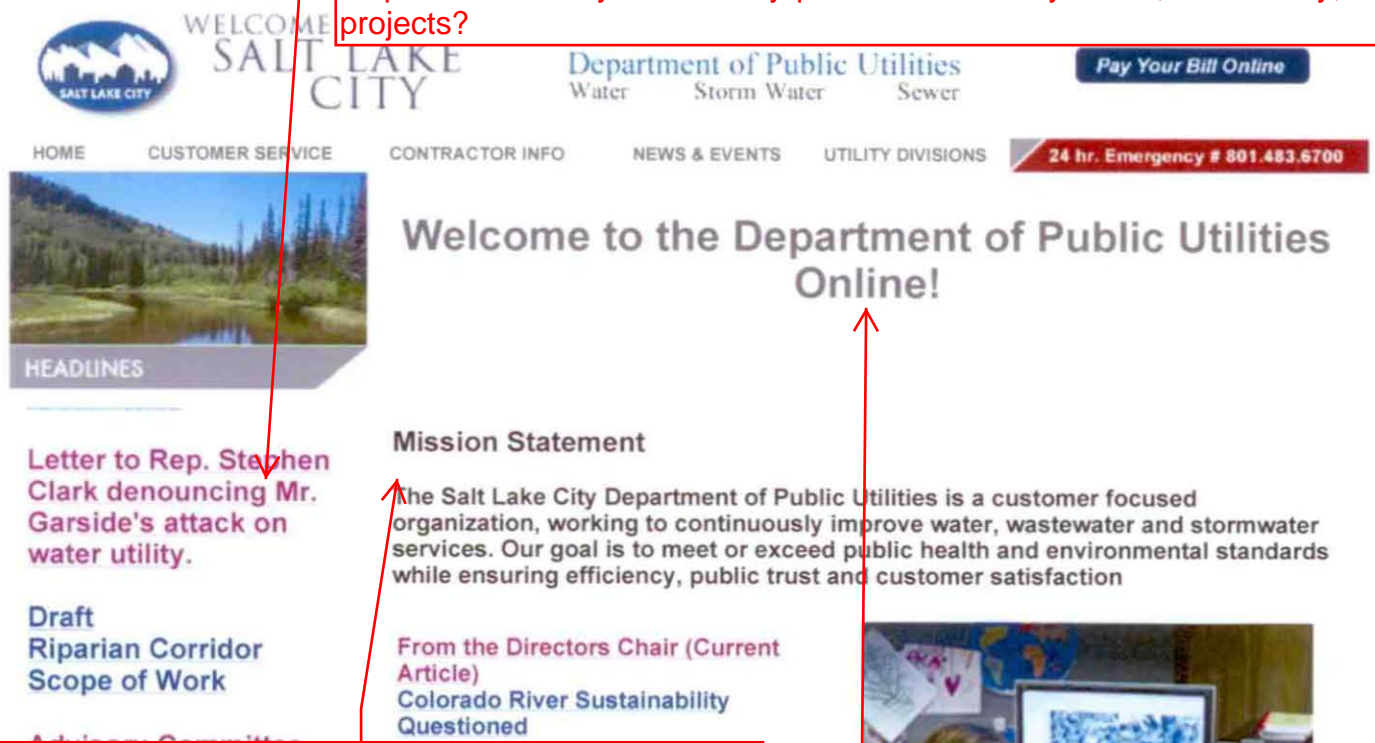 projects?
WELCOME
SALT LAKE
CITY
SALT LAKE CITY
Department of Public Utilities
Water Storm Water Sewer
Pay Your Bill Online
HOME CUSTOMER SERVICE CONTRACTOR INFO NEWS & EVENTS UTILITY DIVISIONS 24 hr. Emergency # 801.483.6700
Welcome to the Department of Public Utilities
Online!
HEADLINES
Letter to Rep. Stephen
Clark denouncing Mr.
Garside's attack on
water utility.
Draft
Riparian Corridor
Scope of Work
Mission Statement
The Salt Lake City Department of Public Utilities is a customer focused
organization, working to continuously improve water, wastewater and stormwater
services. Our goal is to meet or exceed public health and environmental standards
while ensuring efficiency, public trust and customer satisfaction
From the Directors Chair (Current
Article)
Colorado River Sustainability
Questioned